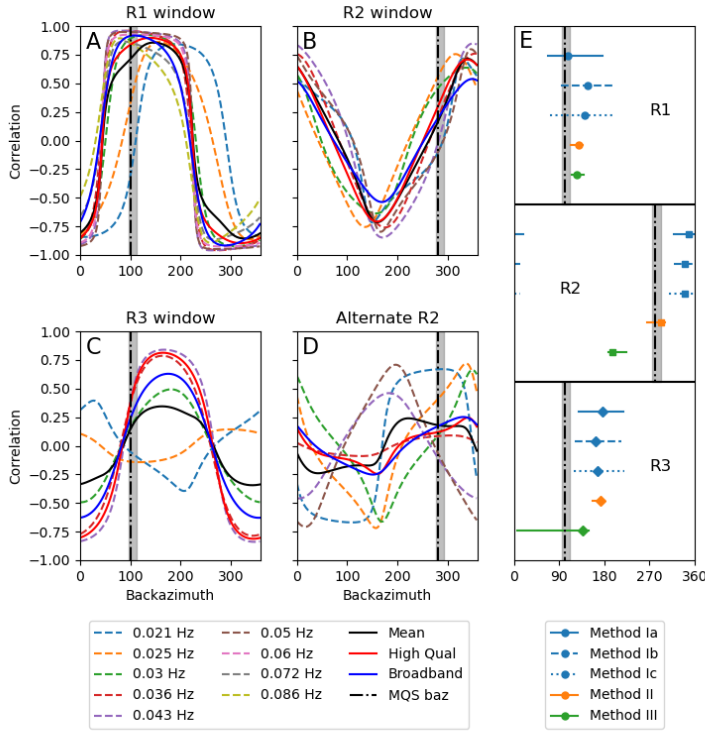 R1 window
R2 window
A
B
E
1.00
0.75
0.50
0.25
0.00
−0.25
−0.50
−0.75
−1.00
Correlation
0 100 200 300
0 100 200 300
R1
R2
R3
R3 window
Alternate R2
C
D
1.00
0.75
0.50
0.25
0.00
−0.25
−0.50
−0.75
−1.00
Correlation
0 100 200 300
0 100 200 300
0 90 180 270 360
Backazimuth
Backazimuth
0.021 Hz
0.025 Hz
0.03 Hz
0.036 Hz
0.043 Hz
0.05 Hz
0.06 Hz
0.072 Hz
0.086 Hz
Mean
High Qual
Broadband
MQS baz
Method Ia
Method Ib
Method Ic
Method II
Method III